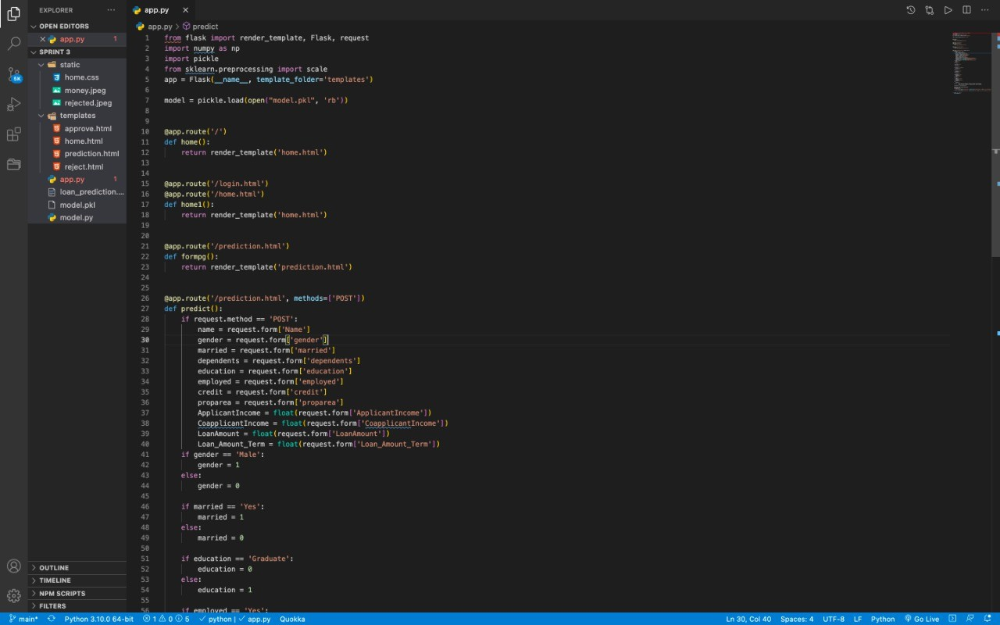 EXPLORER ···
OPEN EDITORS
app.py 1
SPRINT 3
static
home.css
money.jpeg
rejected.jpeg
templates
approve.html
home.html
prediction.html
reject.html
app.py 1
loan_prediction....
model.pkl
model.py
5K
OUTLINE
TIMELINE
NPM SCRIPTS
FILTERS
app.py
app.py > predict
1 from flask import render_template, Flask, request
2 import numpy as np
3 import pickle
4 from sklearn.preprocessing import scale
5 app = Flask(__name__, template_folder='templates')
6
7 model = pickle.load(open("model.pkl", 'rb'))
8
9
10 @app.route('/')
11 def home():
12 return render_template('home.html')
13
14
15 @app.route('/login.html')
16 @app.route('/home.html')
17 def home1():
18 return render_template('home.html')
19
20
21 @app.route('/prediction.html')
22 def formpg():
23 return render_template('prediction.html')
24
25
26 @app.route('/prediction.html', methods=['POST'])
27 def predict():
28 if request.method == 'POST':
29 name = request.form['Name']
30 gender = request.form['gender']
31 married = request.form['married']
32 dependents = request.form['dependents']
33 education = request.form['education']
34 employed = request.form['employed']
35 credit = request.form['credit']
36 proparea = request.form['proparea']
37 ApplicantIncome = float(request.form['ApplicantIncome'])
38 CoapplicantIncome = float(request.form['CoapplicantIncome'])
39 LoanAmount = float(request.form['LoanAmount'])
40 Loan_Amount_Term = float(request.form['Loan_Amount_Term'])
41 if gender == 'Male':
42 gender = 1
43 else:
44 gender = 0
45
46 if married == 'Yes':
47 married = 1
48 else:
49 married = 0
50
51 if education == 'Graduate':
52 education = 0
53 else:
54 education = 1
55
56 if employed == 'Yes':
main* Python 3.10.0 64-bit 1 0 5 python | app.py Quokka Ln 30, Col 40 Spaces: 4 UTF-8 LF Python Go Live